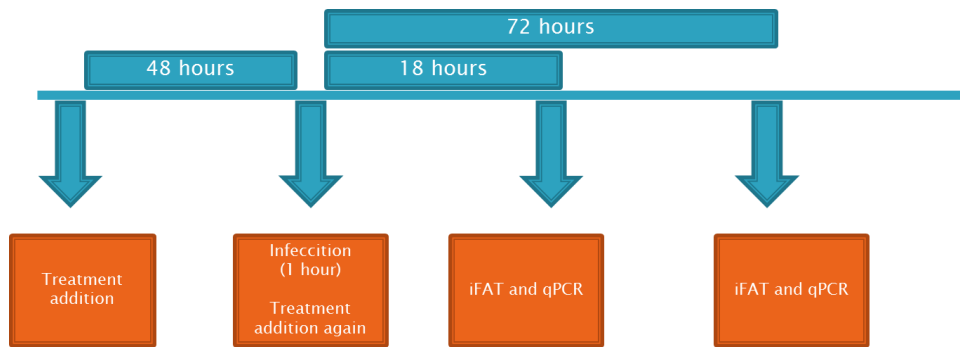 72 hours
48 hours
18 hours
Treatment
addition
Infeccition
(1 hour)
Treatment
addition again
iFAT and qPCR
iFAT and qPCR